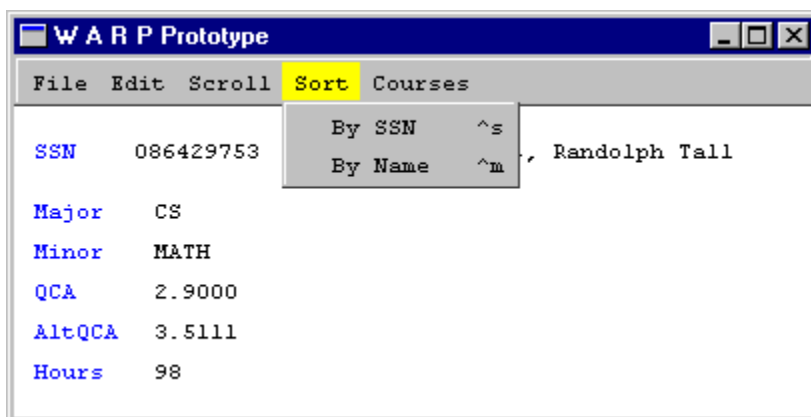 W A R P Prototype
File Edit Scroll Sort Courses
By SSN ^s
By Name ^m
SSN 086429753 , Randolph Tall
Major CS
Minor MATH
QCA 2.9000
AltQCA 3.5111
Hours 98